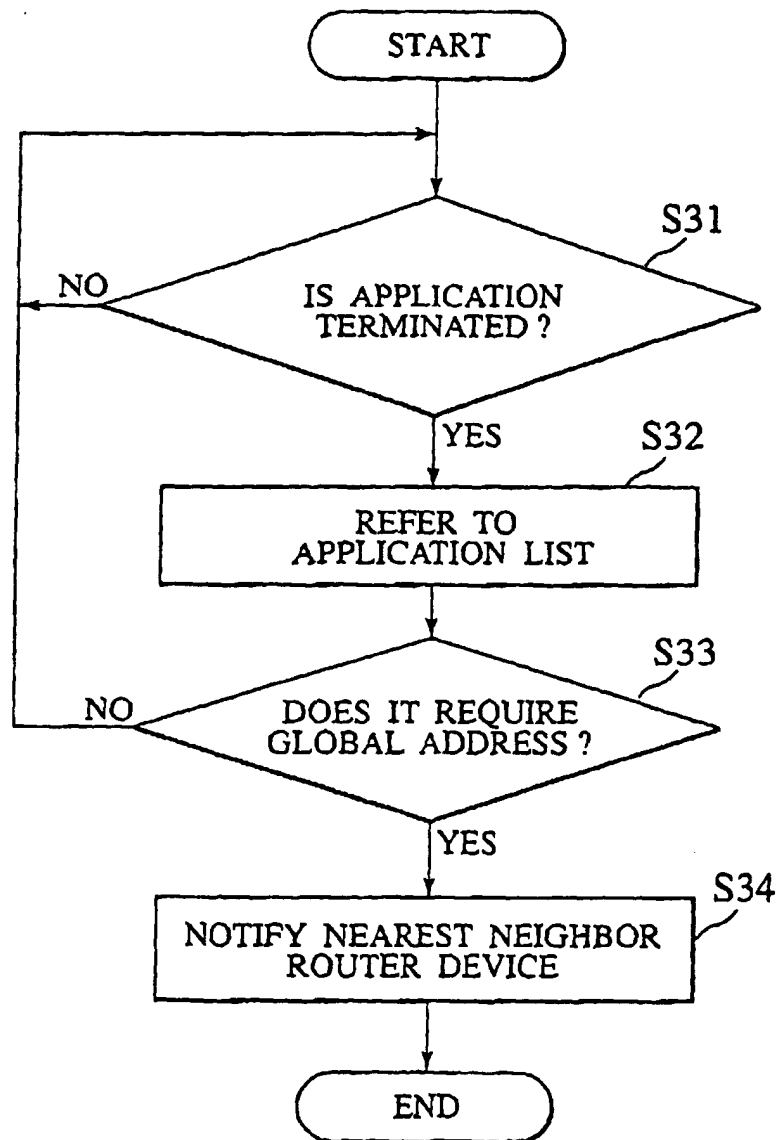 START
S31
NO
IS APPLICATION
TERMINATED ?
YES
S32
REFER TO
APPLICATION LIST
S33
NO
DOES IT REQUIRE
GLOBAL ADDRESS ?
YES
S34
NOTIFY NEAREST NEIGHBOR
ROUTER DEVICE
END